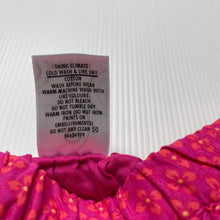 THINK CLIMATE
COLD WASH & LINE DRY
COTTON
WASH BEFORE WEAR
WARM MACHINE WASH WITH
LIKE COLOURS
DO NOT BLEACH
DO NOT TUMBLE DRY
WARM IRON (DO NOT IRON
PRINTS OR
EMBELLISHMENTS)
DO NOT DRY CLEAN